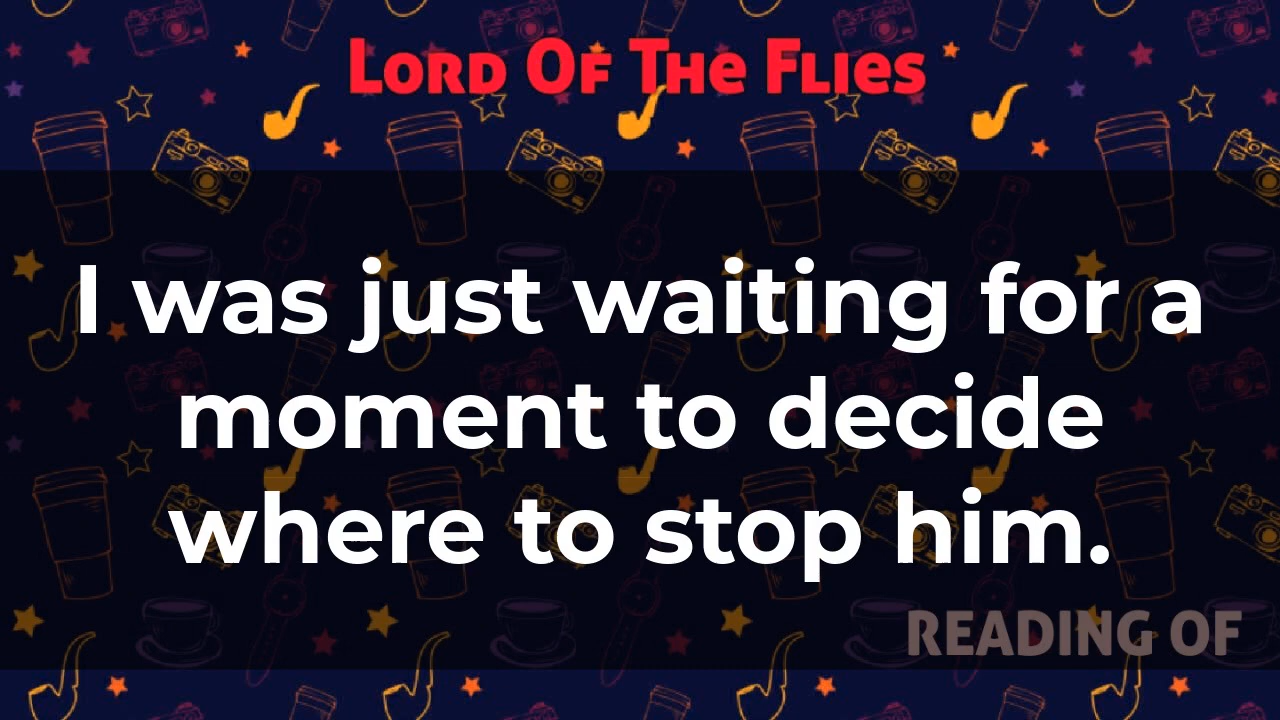 Lord Of The Flies
I was just waiting for a
moment to decide
where to stop him.
READING OF